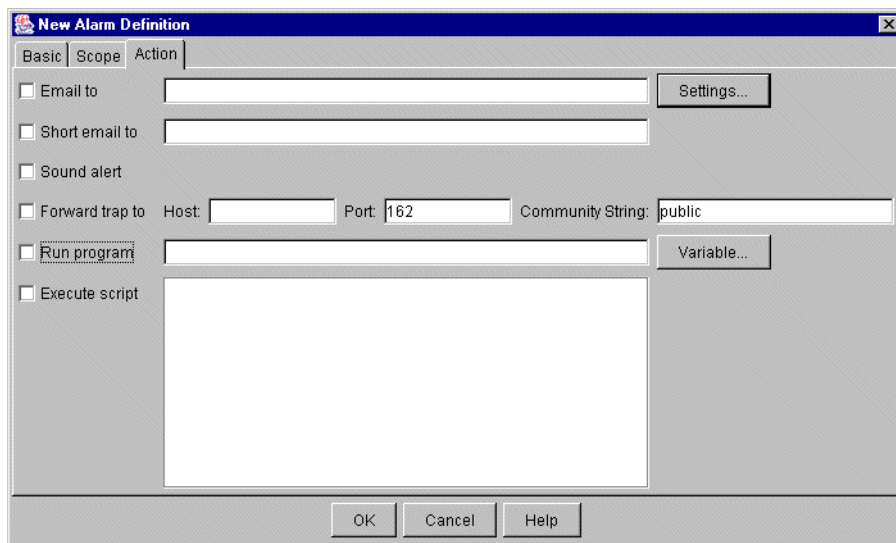 New Alarm Definition
Basic Scope Action
Email to Settings...
Short email to
Sound alert
Forward trap to Host: Port: 162 Community String: public
Run program Variable...
Execute script
OK Cancel Help